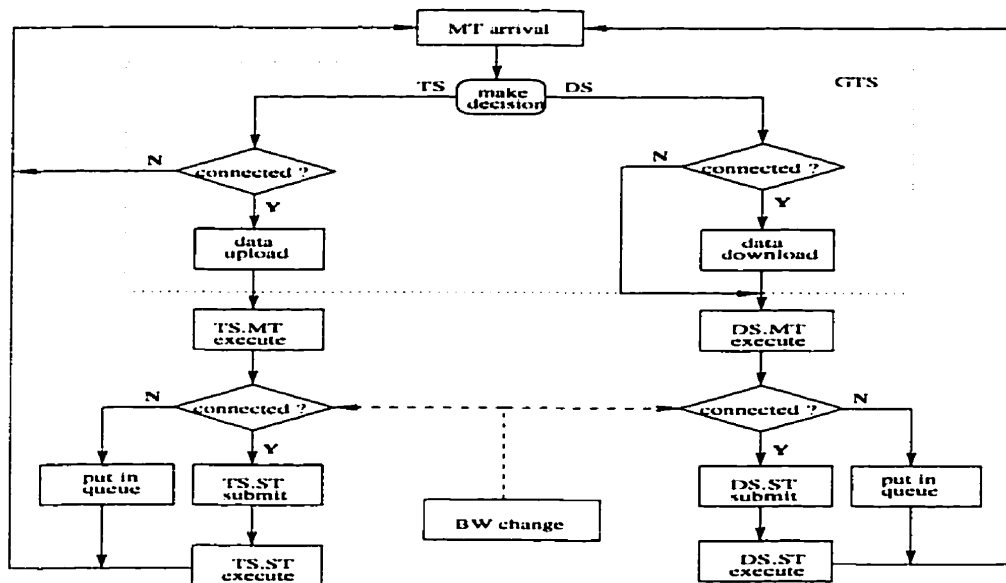 MT arrival
TS
make
decision
DS
GTS
N
connected ?
Y
N
connected ?
Y
data
upload
data
download
TS.MT
execute
DS.MT
execute
N
connected ?
Y
connected ?
N
Y
put in
queue
TS.ST
submit
BW change
DS.ST
submit
put in
queue
TS.ST
execute
DS.ST
execute